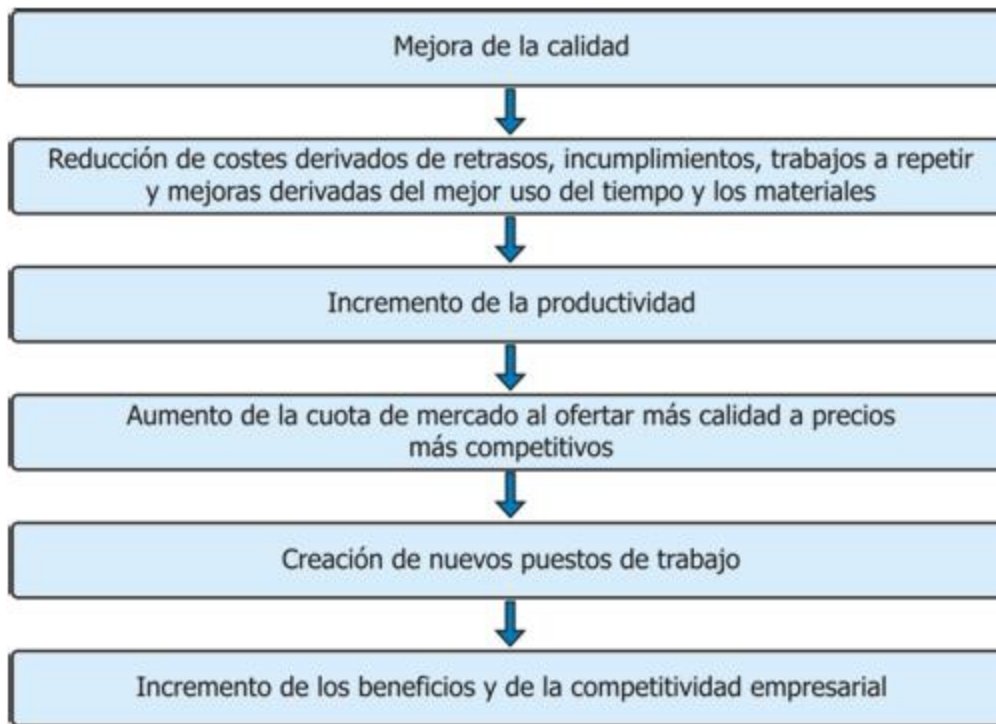 Mejora de la calidad
Reducción de costes derivados de retrasos, incumplimientos, trabajos a repetir
y mejoras derivadas del mejor uso del tiempo y los materiales
Incremento de la productividad
Aumento de la cuota de mercado al ofertar más calidad a precios
más competitivos
Creación de nuevos puestos de trabajo
Incremento de los beneficios y de la competitividad empresarial